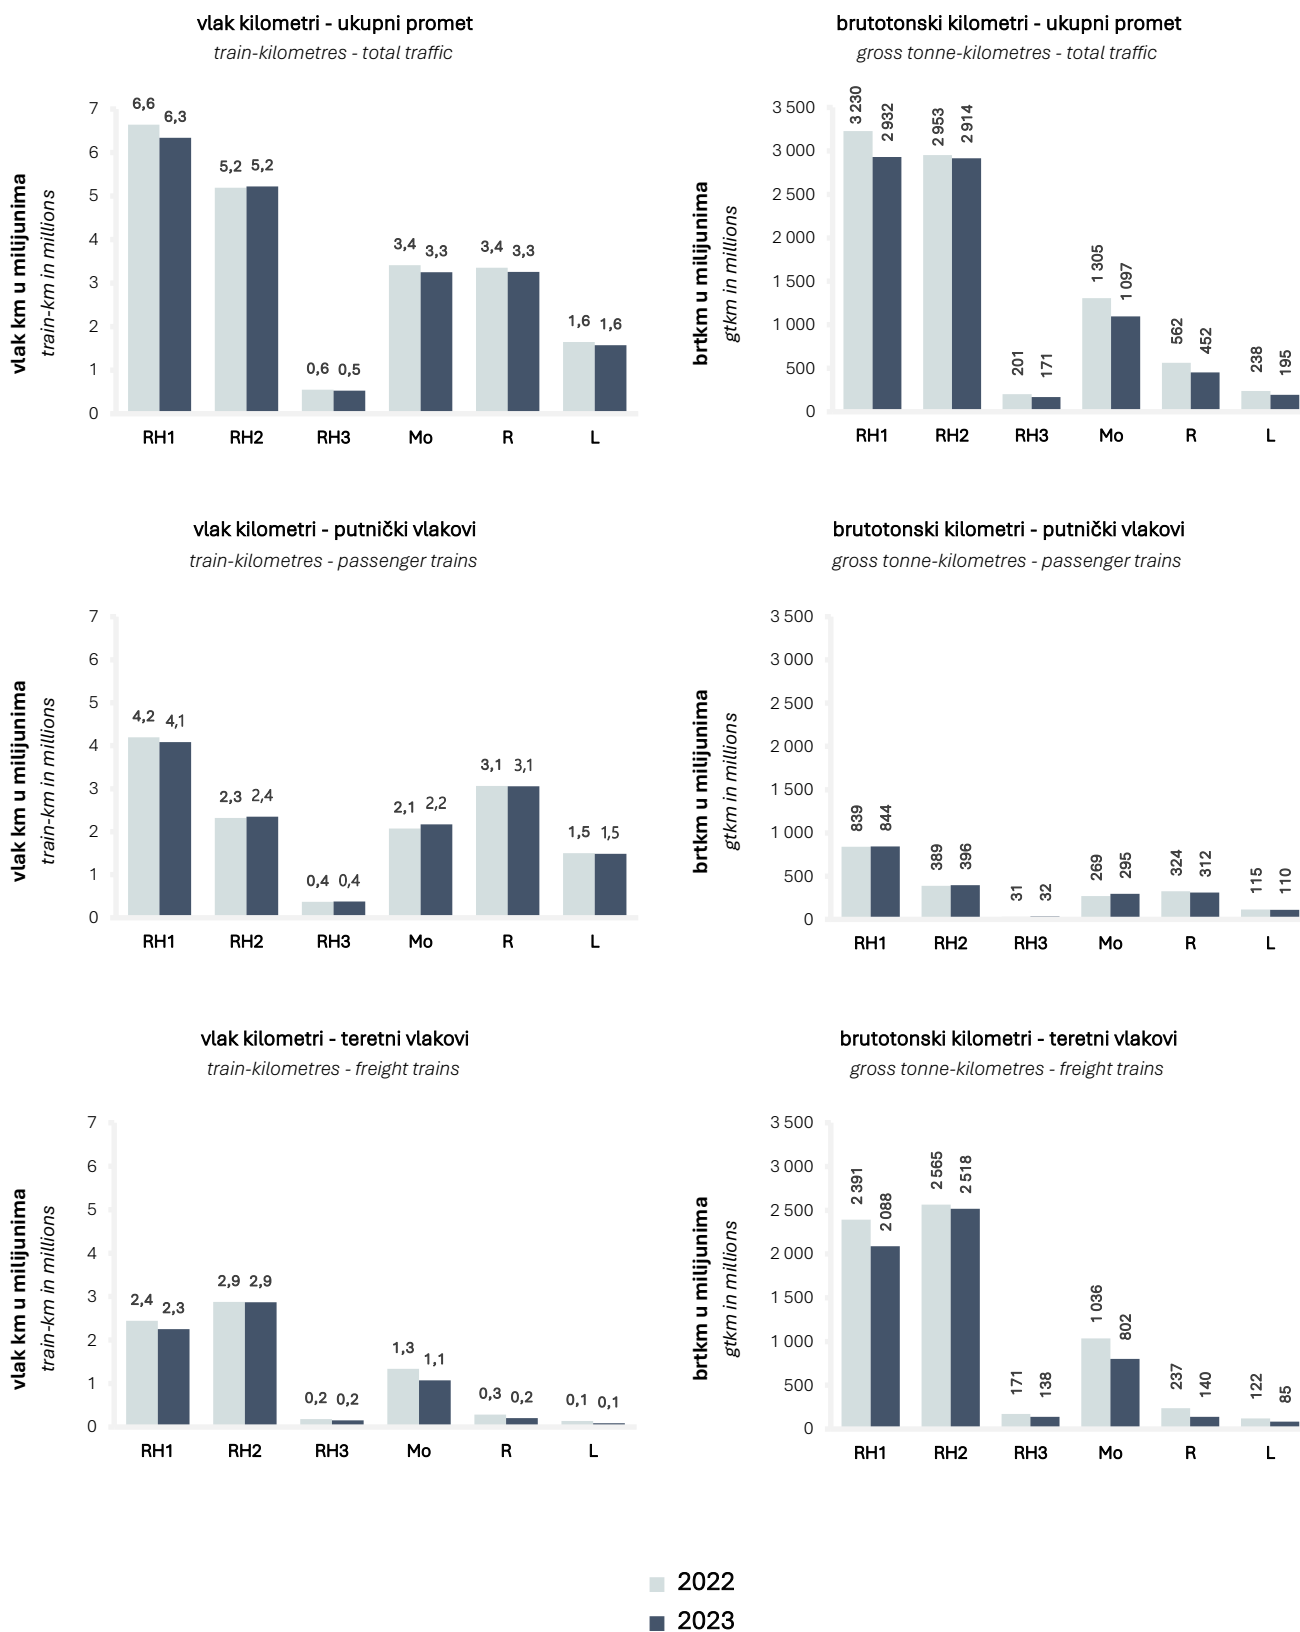 vlak kilometri - ukupni promet
train-kilometres - total traffic
vlak km u milijunima
train-km in millions
7
6
5
4
3
2
1
0
6,6 6,3
5,2 5,2
0,6 0,5
3,4 3,3
3,4 3,3
1,6 1,6
RH1 RH2 RH3 Mo R L
brutotonski kilometri - ukupni promet
gross tonne-kilometres - total traffic
brtkm u milijunima
gtkm in millions
3 500
3 000
2 500
2 000
1 500
1 000
500
0
3 230 2 932
2 953 2 914
201 171
1 305 1 097
562 452
238 195
RH1 RH2 RH3 Mo R L
vlak kilometri - putnički vlakovi
train-kilometres - passenger trains
vlak km u milijunima
train-km in millions
7
6
5
4
3
2
1
0
4,2 4,1
2,3 2,4
0,4 0,4
2,1 2,2
3,1 3,1
1,5 1,5
RH1 RH2 RH3 Mo R L
brutotonski kilometri - putnički vlakovi
gross tonne-kilometres - passenger trains
brtkm u milijunima
gtkm in millions
3 500
3 000
2 500
2 000
1 500
1 000
500
0
839 844
389 396
31 32
269 295
324 312
115 110
RH1 RH2 RH3 Mo R L
vlak kilometri - teretni vlakovi
train-kilometres - freight trains
vlak km u milijunima
train-km in millions
7
6
5
4
3
2
1
0
2,4 2,3
2,9 2,9
0,2 0,2
1,3 1,1
0,3 0,2
0,1 0,1
RH1 RH2 RH3 Mo R L
brutotonski kilometri - teretni vlakovi
gross tonne-kilometres - freight trains
brtkm u milijunima
gtkm in millions
3 500
3 000
2 500
2 000
1 500
1 000
500
0
2 391 2 088
2 565 2 518
171 138
1 036 802
237 140
122 85
RH1 RH2 RH3 Mo R L
2022
2023